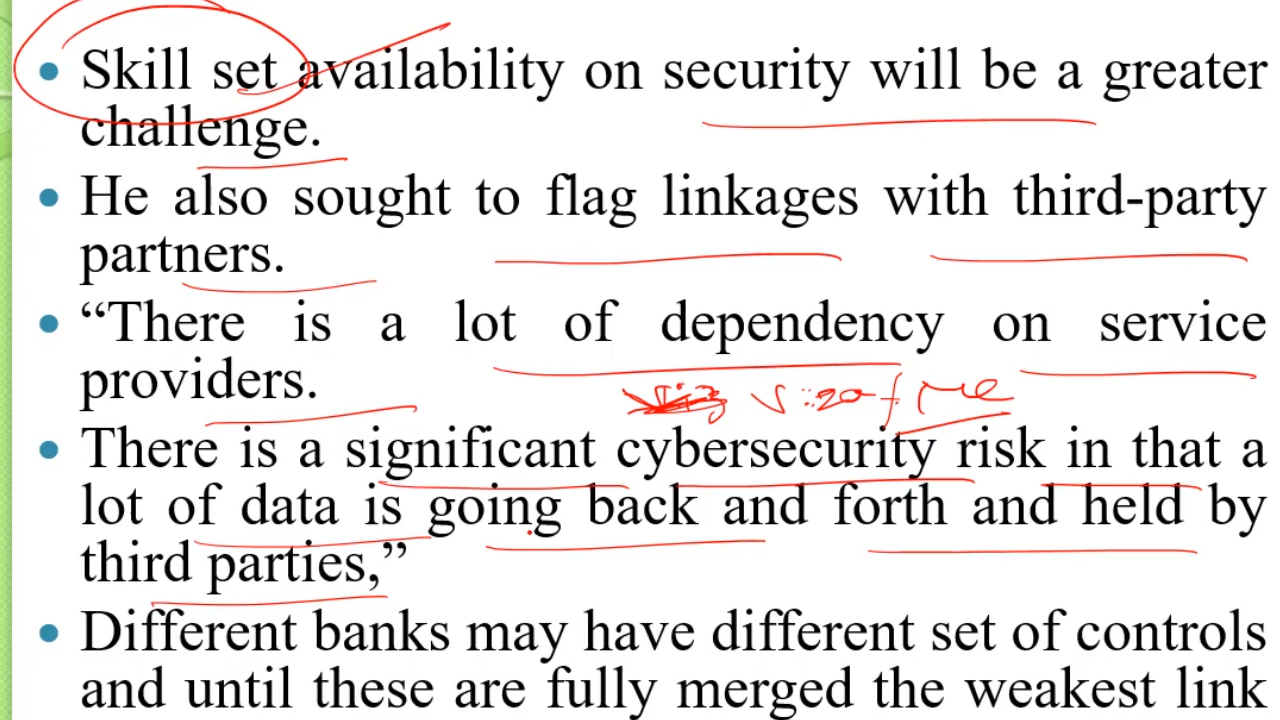 • Skill set availability on security will be a greater
challenge.
• He also sought to flag linkages with third-party
partners.
• “There is a lot of dependency on service
providers.
• There is a significant cybersecurity risk in that a
lot of data is going back and forth and held by
third parties,”
• Different banks may have different set of controls
and until these are fully merged the weakest link